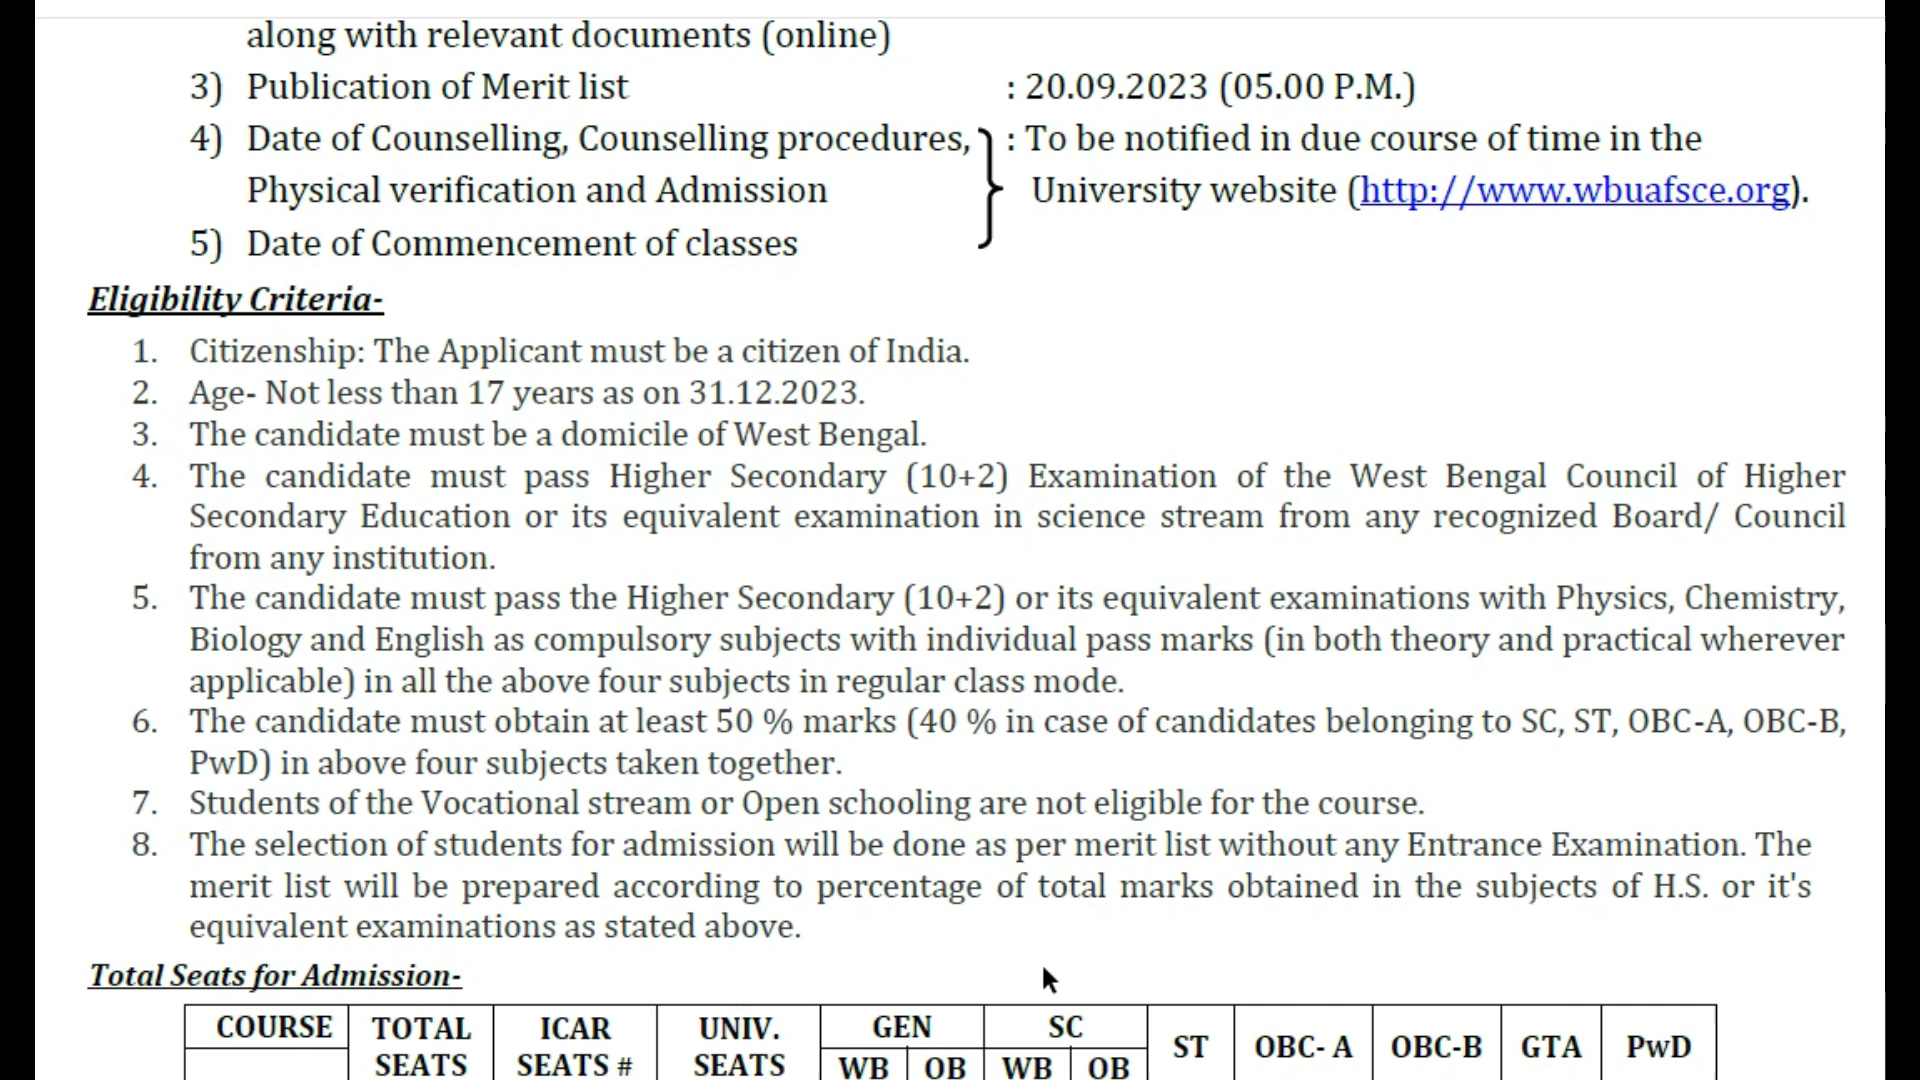 along with relevant documents (online)
3) Publication of Merit list : 20.09.2023 (05.00 P.M.)
4) Date of Counselling, Counselling procedures, : To be notified in due course of time in the
Physical verification and Admission University website (http://www.wbuafsce.org).
5) Date of Commencement of classes
Eligibility Criteria-
1. Citizenship: The Applicant must be a citizen of India.
2. Age- Not less than 17 years as on 31.12.2023.
3. The candidate must be a domicile of West Bengal.
4. The candidate must pass Higher Secondary (10+2) Examination of the West Bengal Council of Higher
Secondary Education or its equivalent examination in science stream from any recognized Board/ Council
from any institution.
5. The candidate must pass the Higher Secondary (10+2) or its equivalent examinations with Physics, Chemistry,
Biology and English as compulsory subjects with individual pass marks (in both theory and practical wherever
applicable) in all the above four subjects in regular class mode.
6. The candidate must obtain at least 50 % marks (40 % in case of candidates belonging to SC, ST, OBC-A, OBC-B,
PwD) in above four subjects taken together.
7. Students of the Vocational stream or Open schooling are not eligible for the course.
8. The selection of students for admission will be done as per merit list without any Entrance Examination. The
merit list will be prepared according to percentage of total marks obtained in the subjects of H.S. or it's
equivalent examinations as stated above.
Total Seats for Admission-
COURSE TOTAL ICAR UNIV. GEN SC ST OBC- A OBC-B GTA PwD
SEATS SEATS # SEATS WB OB WB OB